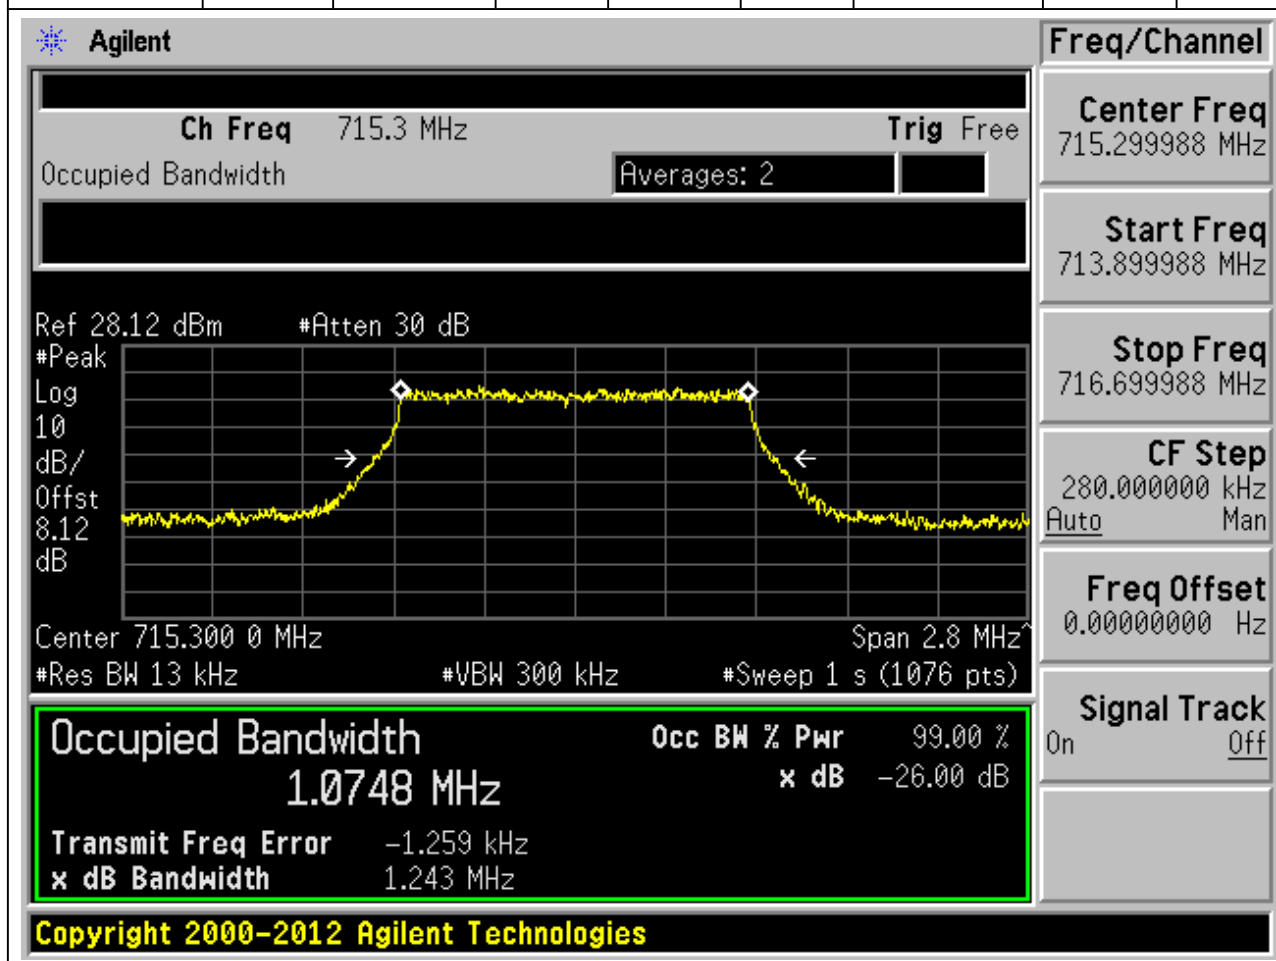 Agilent
Freq/Channel
Ch Freq 715.3 MHz Trig Free
Occupied Bandwidth Averages: 2
Ref 28.12 dBm #Atten 30 dB
#Peak
Log
10
dB/
Offst
8.12
dB
Center 715.300 0 MHz Span 2.8 MHz^
#Res BW 13 kHz #VBW 300 kHz #Sweep 1 s (1076 pts)
Occupied Bandwidth Occ BW % Pwr 99.00 %
1.0748 MHz x dB -26.00 dB
Transmit Freq Error -1.259 kHz
x dB Bandwidth 1.243 MHz
Copyright 2000-2012 Agilent Technologies
Center Freq
715.299988 MHz
Start Freq
713.899988 MHz
Stop Freq
716.699988 MHz
CF Step
280.000000 kHz
Auto Man
Freq Offset
0.00000000 Hz
Signal Track
On Off